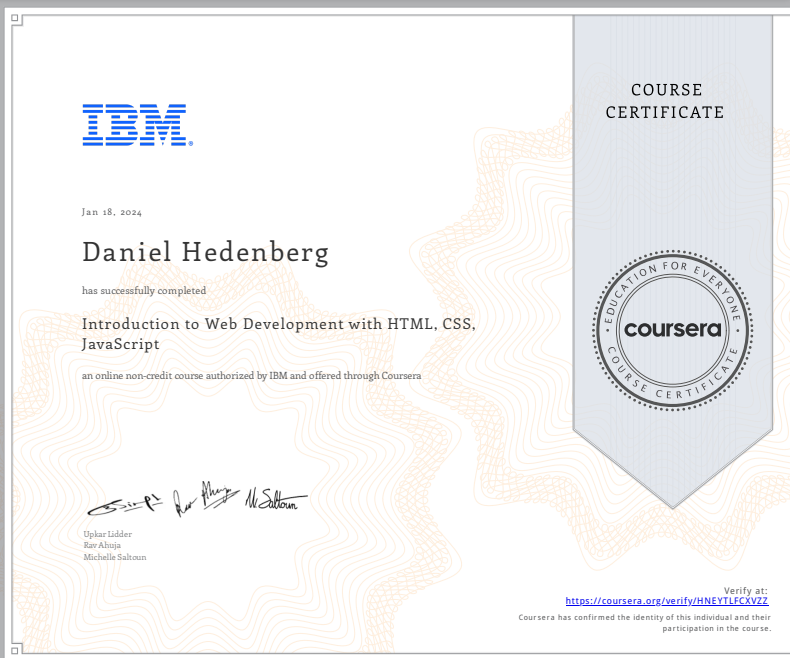 COURSE
CERTIFICATE
IBM®
Jan 18, 2024
Daniel Hedenberg
has successfully completed
Introduction to Web Development with HTML, CSS,
JavaScript
an online non-credit course authorized by IBM and offered through Coursera
EDUCATION FOR EVERYONE
coursera
COURSE CERTIFICATE
Upkar Lidder
Rav Ahuja
Michelle Saltoun
Verify at:
https://coursera.org/verify/HNEYTLFCXVZZ
Coursera has confirmed the identity of this individual and their
participation in the course.